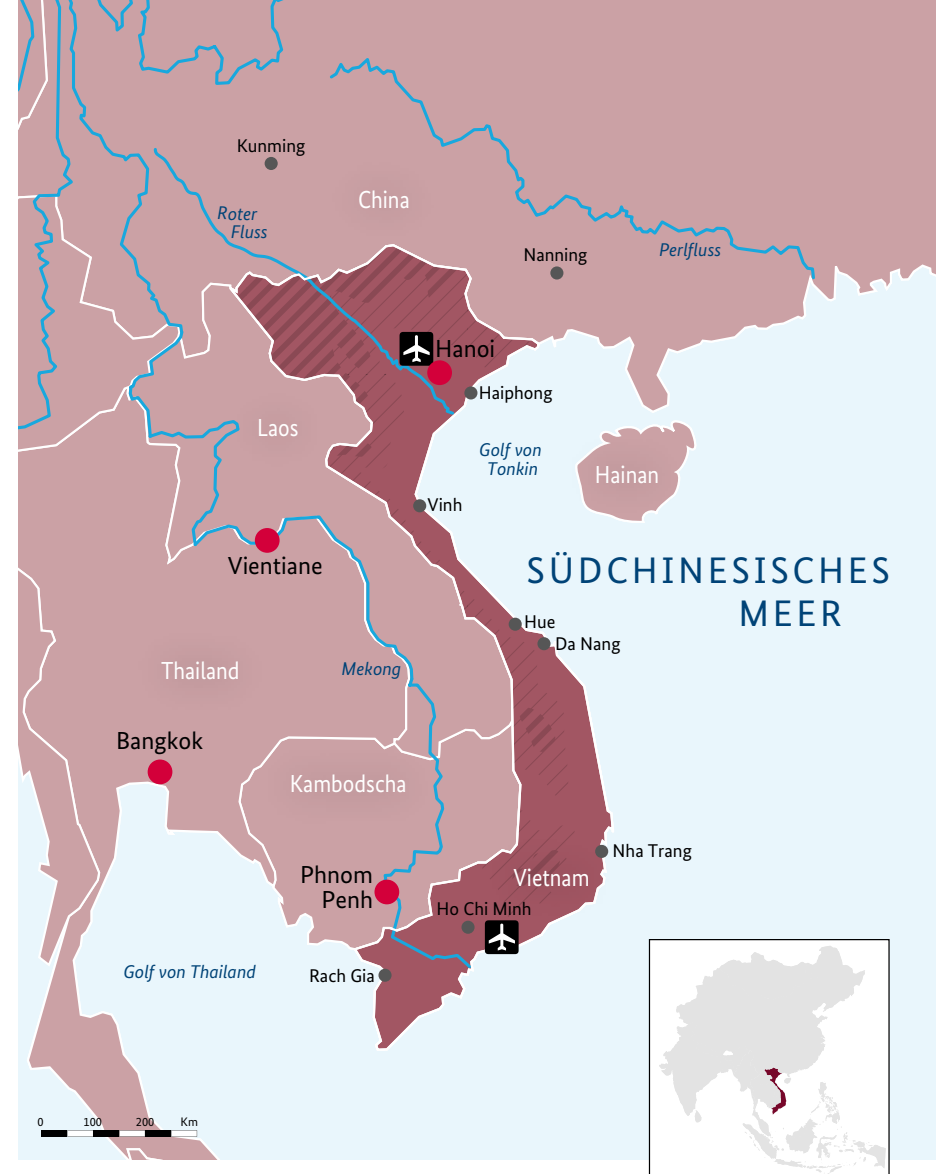 Kunming
China
Roter
Fluss
Nanning
Perlfluss
Hanoi
Haiphong
Laos
Golf von
Tonkin
Hainan
Vinh
Vientiane
SÜDCHINESISCHES
MEER
Hue
Da Nang
Thailand
Mekong
Bangkok
Kambodscha
Nha Trang
Phnom
Penh
Vietnam
Ho Chi Minh
Golf von Thailand
Rach Gia
0 100 200 Km